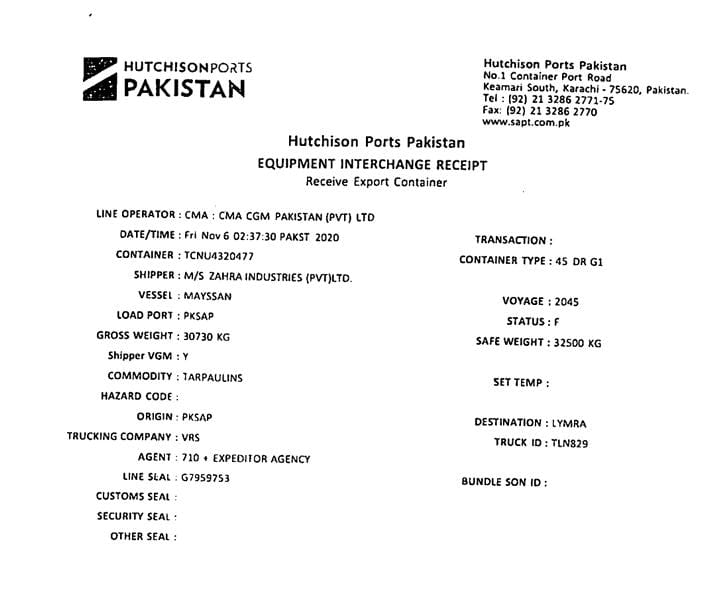 HUTCHISONPORTS
PAKISTAN
Hutchison Ports Pakistan
No.1 Container Port Road
Keamari South, Karachi - 75620, Pakistan.
Tel : (92) 21 3286 2771-75
Fax: (92) 21 3286 2770
www.sapt.com.pk
Hutchison Ports Pakistan
EQUIPMENT INTERCHANGE RECEIPT
Receive Export Container
LINE OPERATOR : CMA : CMA CGM PAKISTAN (PVT) LTD
DATE/TIME : Fri Nov 6 02:37:30 PAKST 2020
TRANSACTION :
CONTAINER : TCNU4320477
CONTAINER TYPE : 45 DR G1
SHIPPER : M/S ZAHRA INDUSTRIES (PVT)LTD.
VESSEL : MAYSSAN
VOYAGE : 2045
LOAD PORT : PKSAP
STATUS : F
GROSS WEIGHT : 30730 KG
SAFE WEIGHT : 32500 KG
Shipper VGM : Y
COMMODITY : TARPAULINS
SET TEMP :
HAZARD CODE :
ORIGIN : PKSAP
DESTINATION : LYMRA
TRUCKING COMPANY : VRS
TRUCK ID : TLN829
AGENT : 710 + EXPEDITOR AGENCY
LINE SEAL : G7959753
BUNDLE SON ID :
CUSTOMS SEAL :
SECURITY SEAL :
OTHER SEAL :